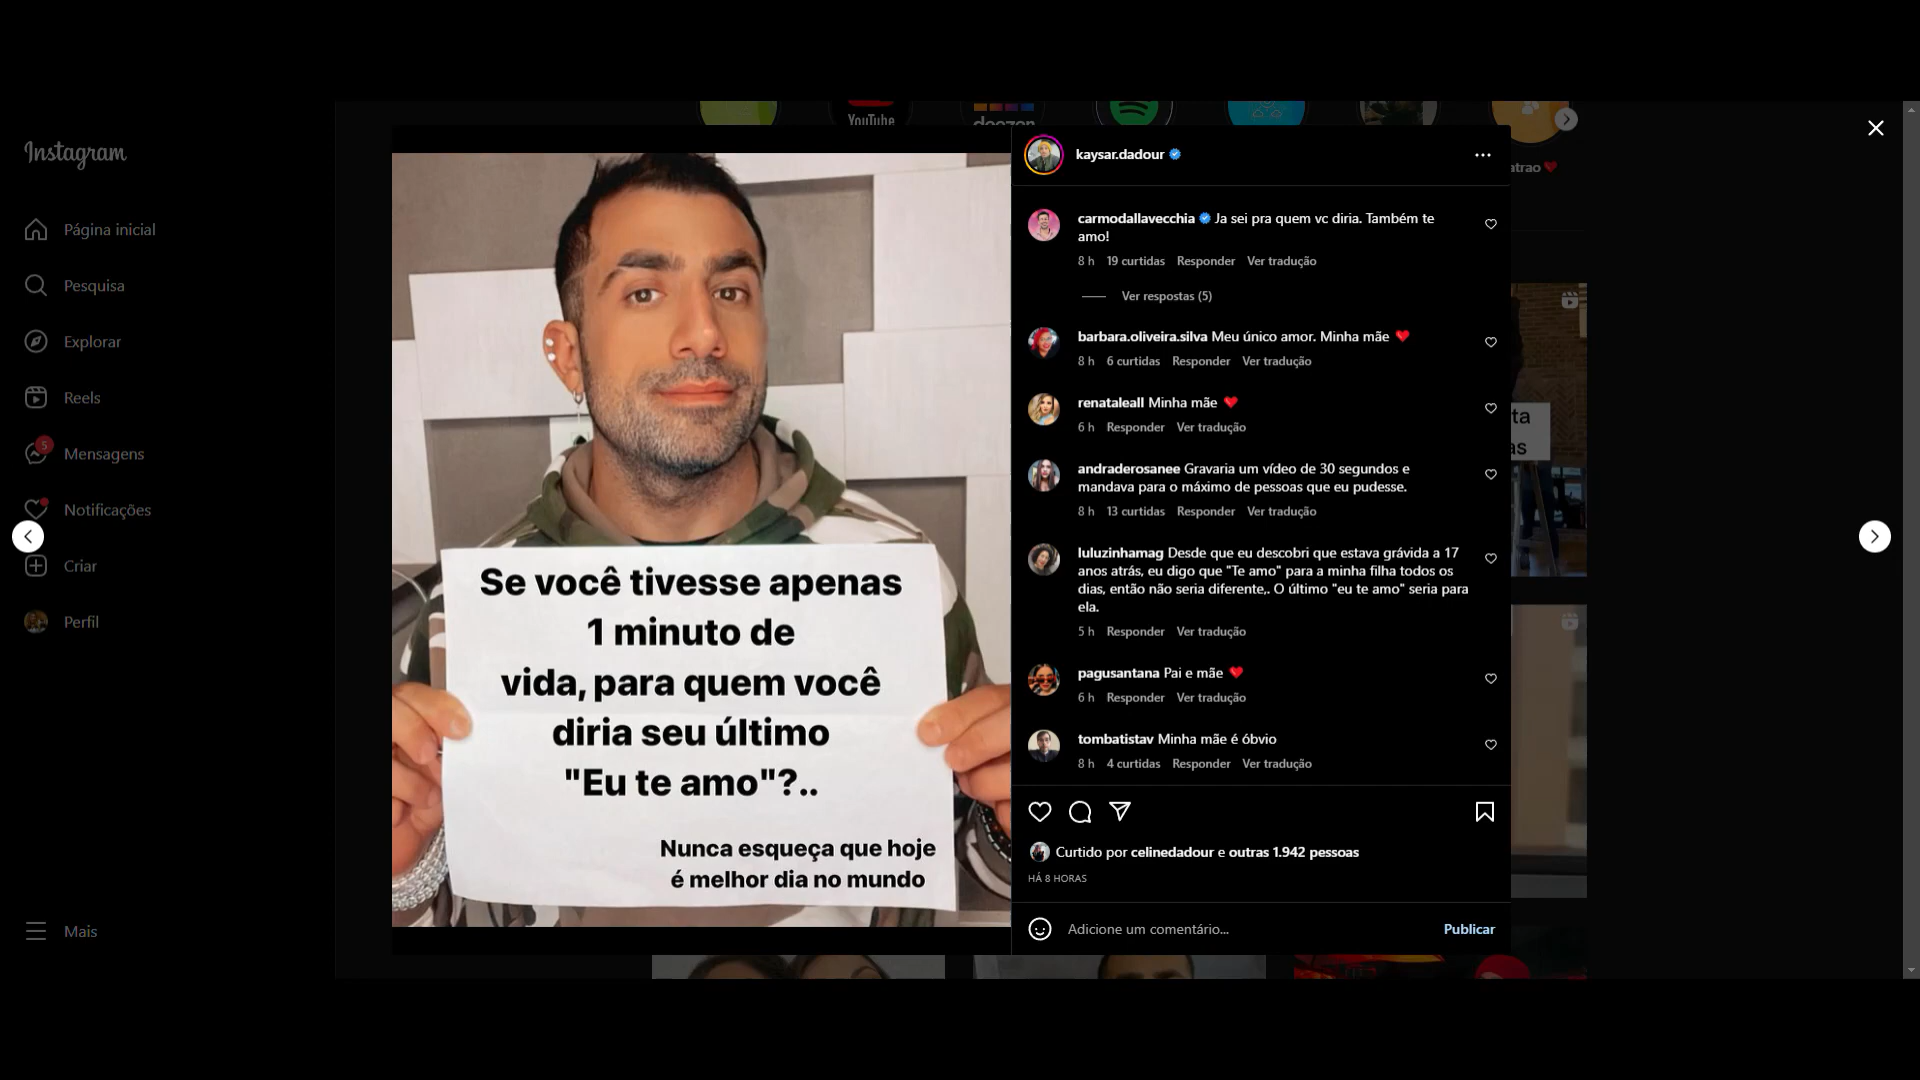 Instagram
Página inicial
Pesquisa
Explorar
Reels
5
Mensagens
Notificações
Criar
Perfil
Mais
YouTube
deezer
atrao ❤️
ta
as
Se você tivesse apenas
1 minuto de
vida, para quem você
diria seu último
"Eu te amo"?..
Nunca esqueça que hoje
é melhor dia no mundo
kaysar.dadour
carmodallavecchia Ja sei pra quem vc diria. Também te
amo!
8 h 19 curtidas Responder Ver tradução
Ver respostas (5)
barbara.oliveira.silva Meu único amor. Minha mãe ❤️
8 h 6 curtidas Responder Ver tradução
renataleall Minha mãe ❤️
6 h Responder Ver tradução
andraderosanee Gravaria um vídeo de 30 segundos e
mandava para o máximo de pessoas que eu pudesse.
8 h 13 curtidas Responder Ver tradução
luluzinhamag Desde que eu descobri que estava grávida a 17
anos atrás, eu digo que "Te amo" para a minha filha todos os
dias, então não seria diferente,. O último "eu te amo" seria para
ela.
5 h Responder Ver tradução
pagusantana Pai e mãe ❤️
6 h Responder Ver tradução
tombatistav Minha mãe é óbvio
8 h 4 curtidas Responder Ver tradução
Curtido por celinedadour e outras 1.942 pessoas
HÁ 8 HORAS
Adicione um comentário...
Publicar